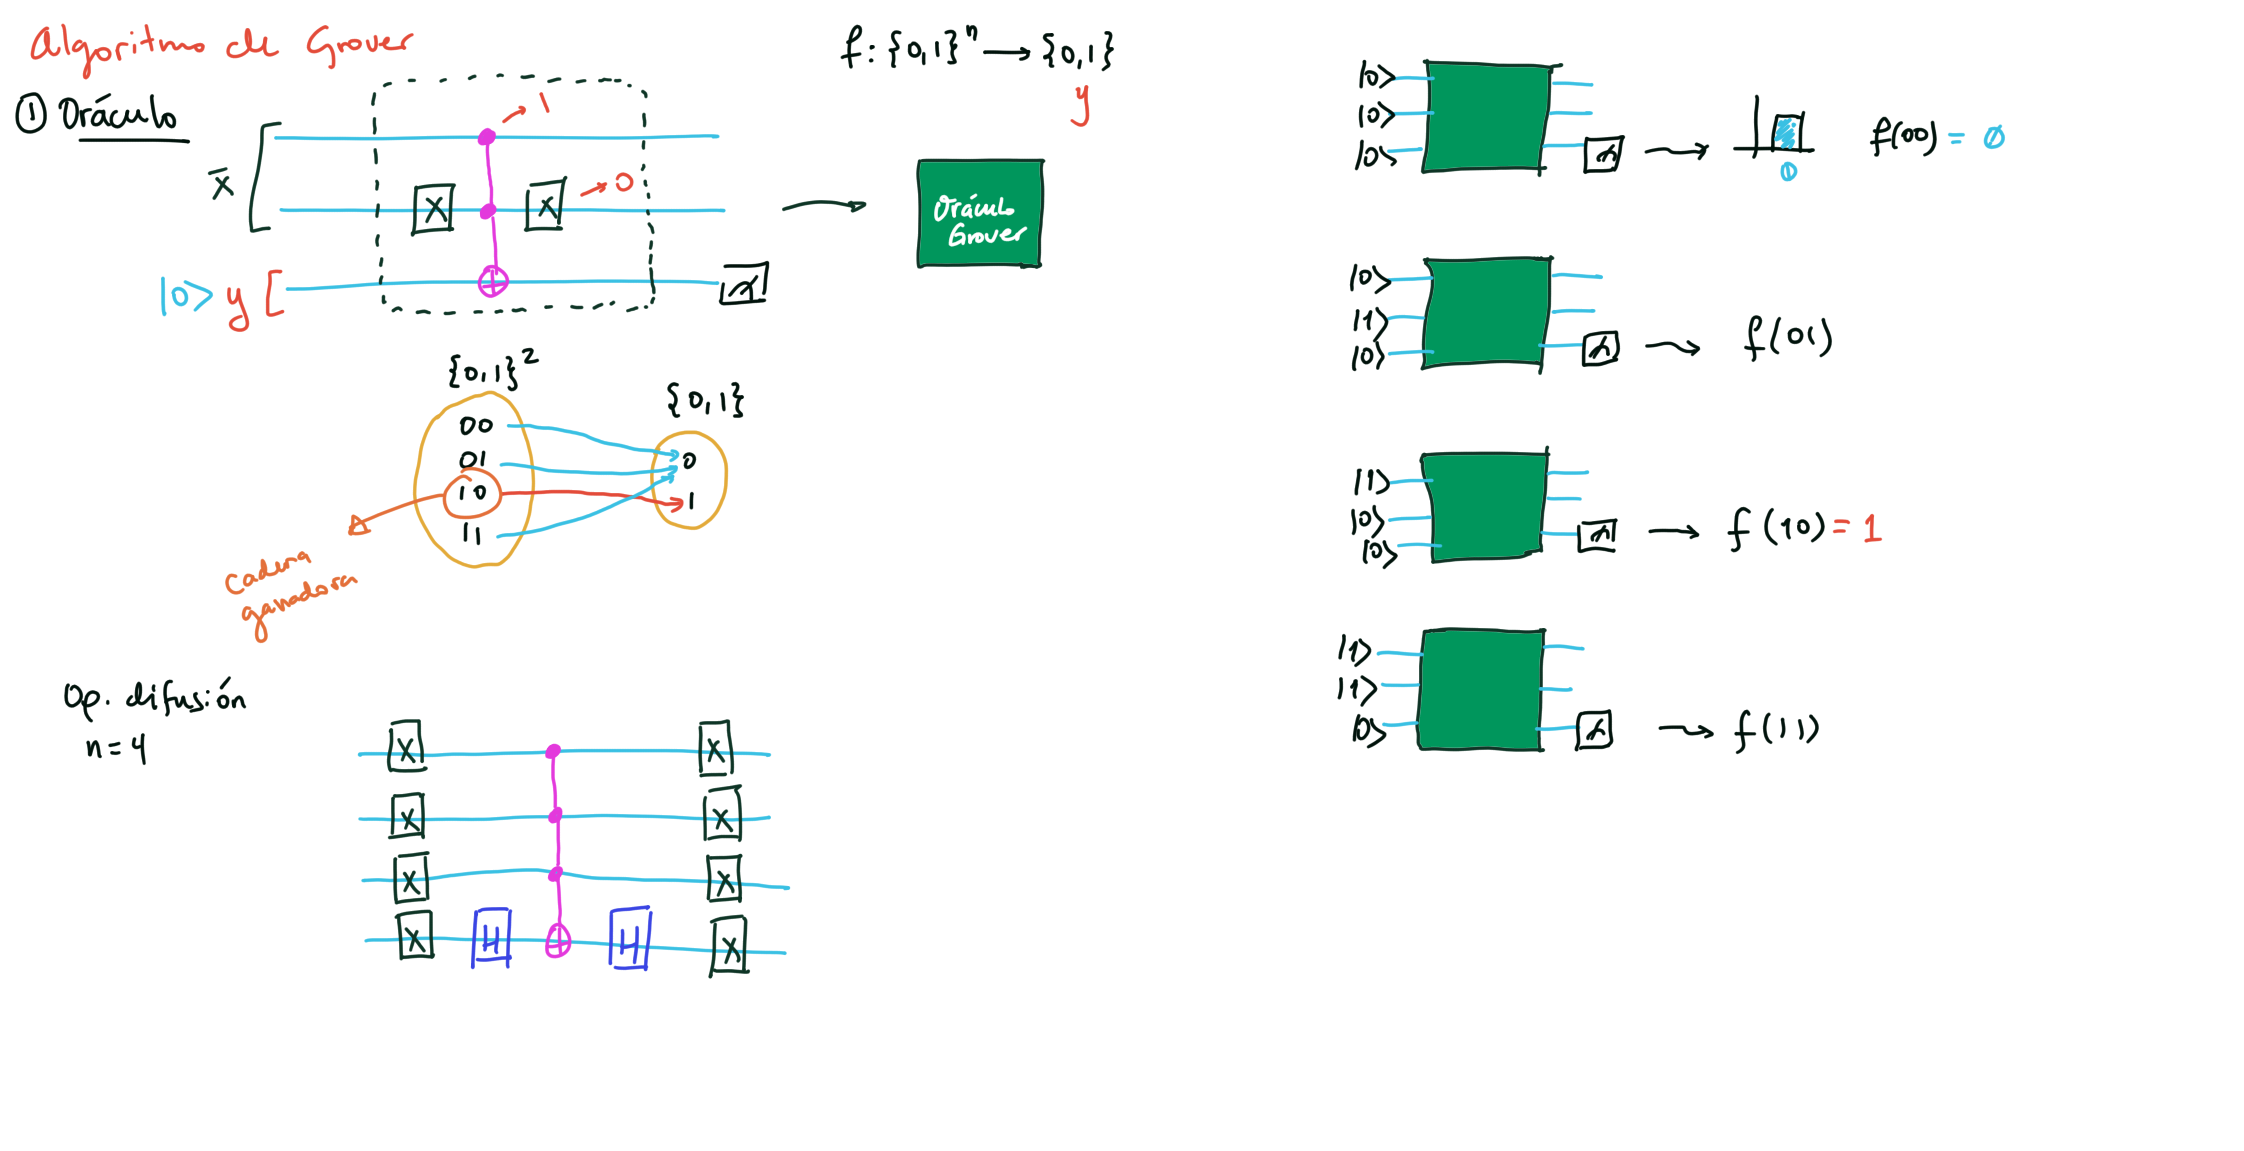 Algoritmo de Grover
① Oráculo
f: {0,1}ⁿ → {0,1}
y
1
x̄
X X → 0
|0> y
Oráculo
Grover
{0,1}²
{0,1}
00
01
10
11
0
1
Cadena
ganadora
Op. difusión
n = 4
X X
X X
X X
X H H X
|0>
|0>
|0>
0
f(00) = 0
|0>
|1>
|0>
f(01)
|1>
|0>
|0>
f(10) = 1
|1>
|1>
|0>
f(11)